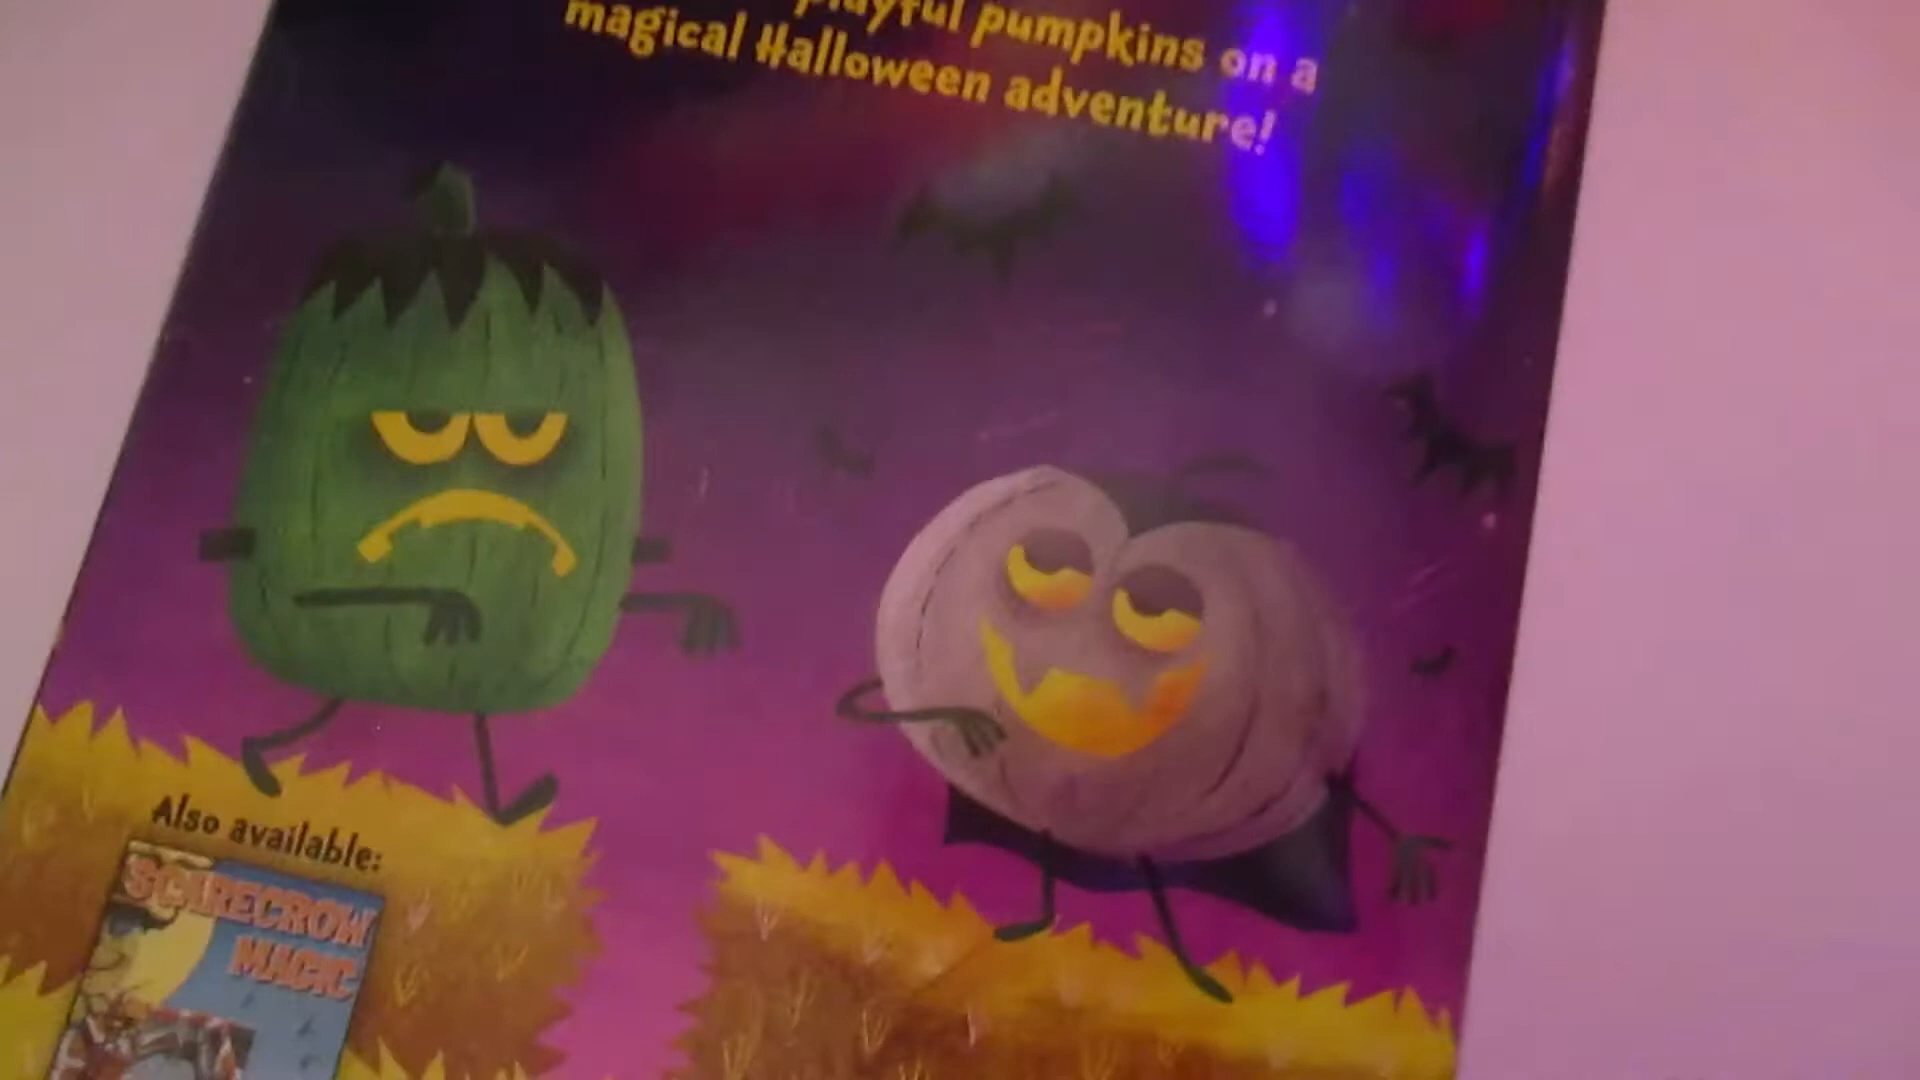 playful pumpkins on a
magical Halloween adventure!
Also available:
SCARECROW
MAGIC